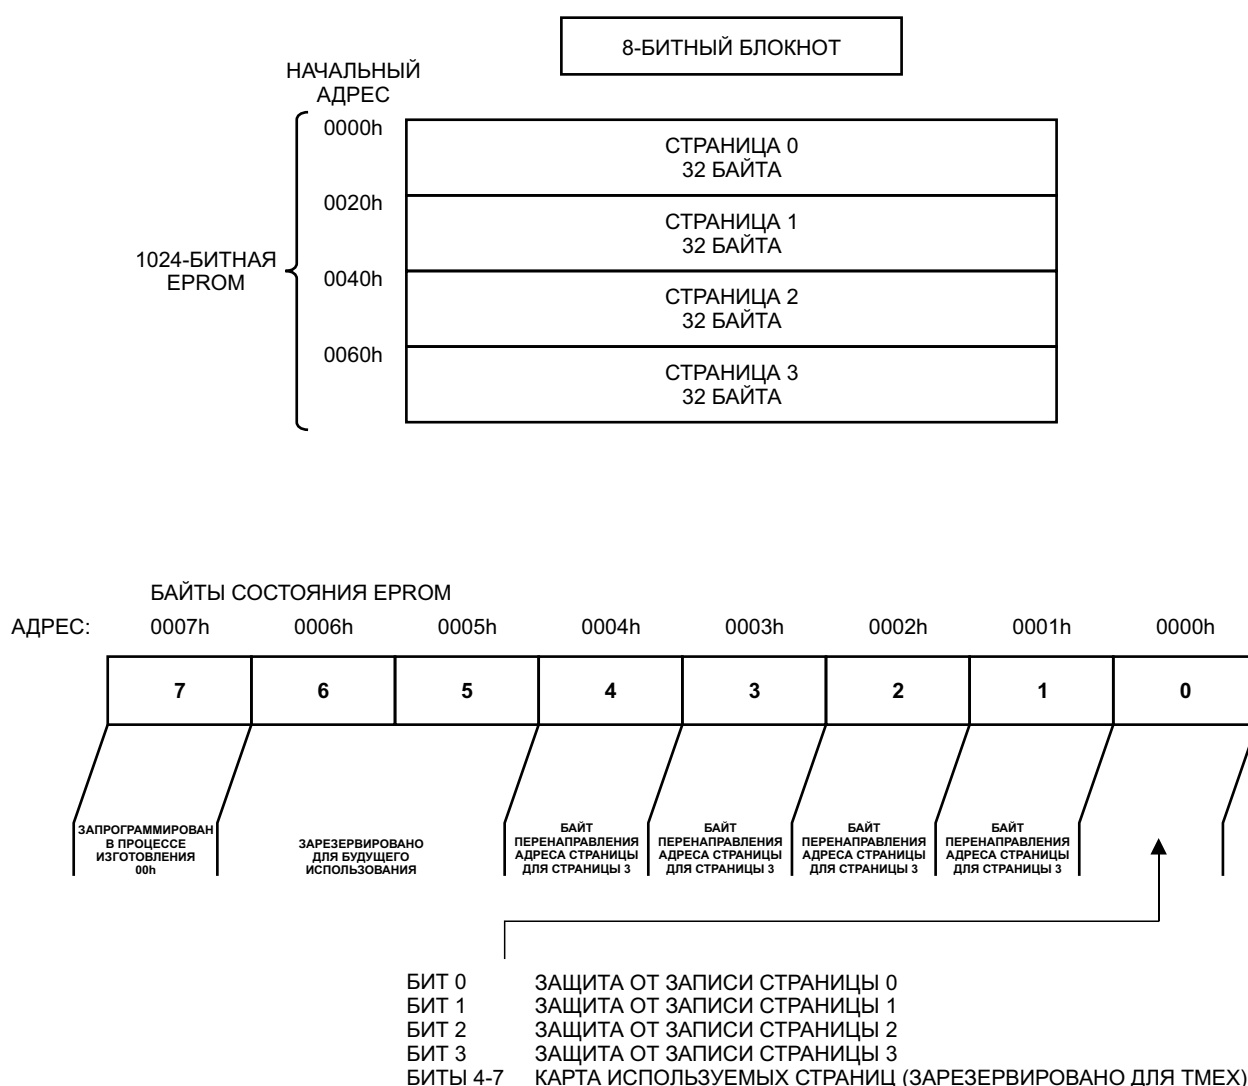 8-БИТНЫЙ БЛОКНОТ
НАЧАЛЬНЫЙ
АДРЕС
0000h
СТРАНИЦА 0
32 БАЙТА
0020h
СТРАНИЦА 1
32 БАЙТА
1024-БИТНАЯ
EPROM
0040h
СТРАНИЦА 2
32 БАЙТА
0060h
СТРАНИЦА 3
32 БАЙТА
БАЙТЫ СОСТОЯНИЯ EPROM
АДРЕС: 0007h 0006h 0005h 0004h 0003h 0002h 0001h 0000h
7 6 5 4 3 2 1 0
ЗАПРОГРАММИРОВАН
В ПРОЦЕССЕ
ИЗГОТОВЛЕНИЯ
00h
ЗАРЕЗЕРВИРОВАНО
ДЛЯ БУДУЩЕГО
ИСПОЛЬЗОВАНИЯ
БАЙТ
ПЕРЕНАПРАВЛЕНИЯ
АДРЕСА СТРАНИЦЫ
ДЛЯ СТРАНИЦЫ 3
БАЙТ
ПЕРЕНАПРАВЛЕНИЯ
АДРЕСА СТРАНИЦЫ
ДЛЯ СТРАНИЦЫ 3
БАЙТ
ПЕРЕНАПРАВЛЕНИЯ
АДРЕСА СТРАНИЦЫ
ДЛЯ СТРАНИЦЫ 3
БАЙТ
ПЕРЕНАПРАВЛЕНИЯ
АДРЕСА СТРАНИЦЫ
ДЛЯ СТРАНИЦЫ 3
БИТ 0 ЗАЩИТА ОТ ЗАПИСИ СТРАНИЦЫ 0
БИТ 1 ЗАЩИТА ОТ ЗАПИСИ СТРАНИЦЫ 1
БИТ 2 ЗАЩИТА ОТ ЗАПИСИ СТРАНИЦЫ 2
БИТ 3 ЗАЩИТА ОТ ЗАПИСИ СТРАНИЦЫ 3
БИТЫ 4-7 КАРТА ИСПОЛЬЗУЕМЫХ СТРАНИЦ (ЗАРЕЗЕРВИРОВАНО ДЛЯ TMEX)